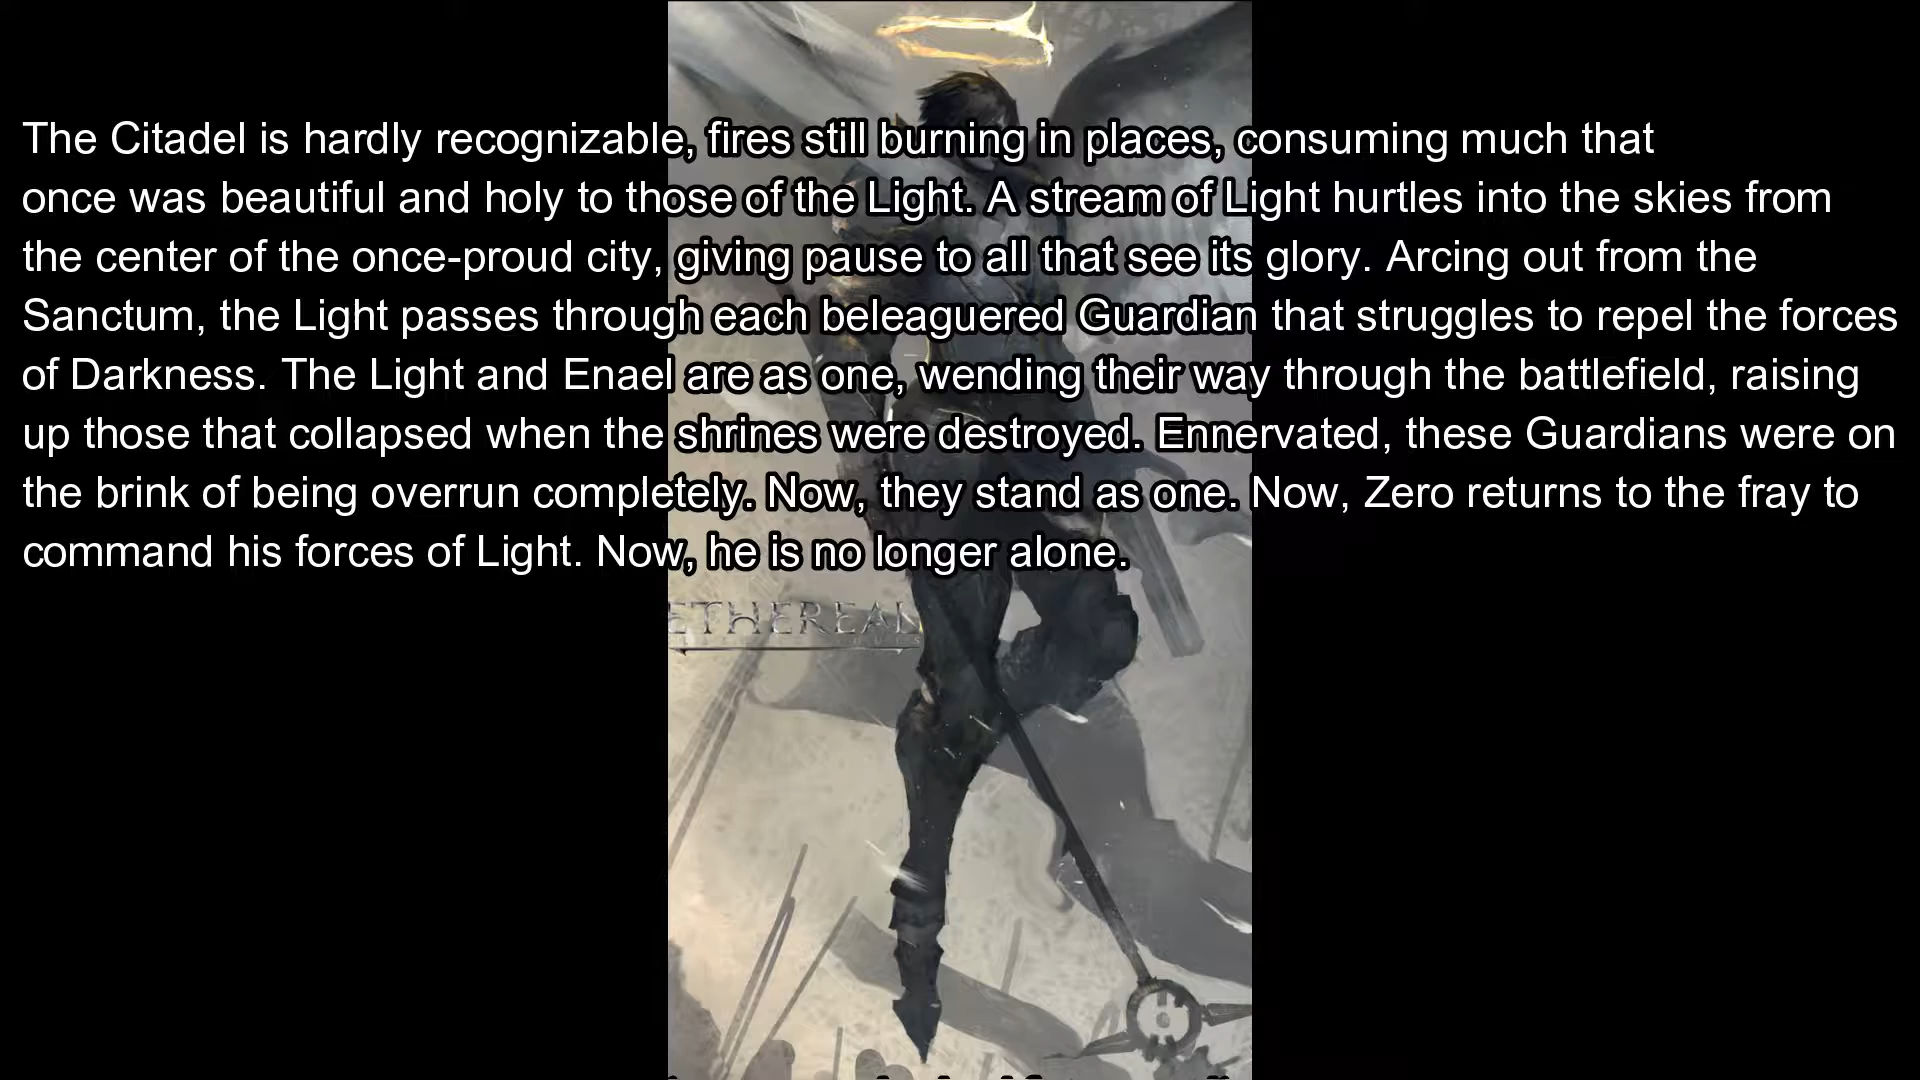 The Citadel is hardly recognizable, fires still burning in places, consuming much that
once was beautiful and holy to those of the Light. A stream of Light hurtles into the skies from
the center of the once-proud city, giving pause to all that see its glory. Arcing out from the
Sanctum, the Light passes through each beleaguered Guardian that struggles to repel the forces
of Darkness. The Light and Enael are as one, wending their way through the battlefield, raising
up those that collapsed when the shrines were destroyed. Ennervated, these Guardians were on
the brink of being overrun completely. Now, they stand as one. Now, Zero returns to the fray to
command his forces of Light. Now, he is no longer alone.
ETHEREAL